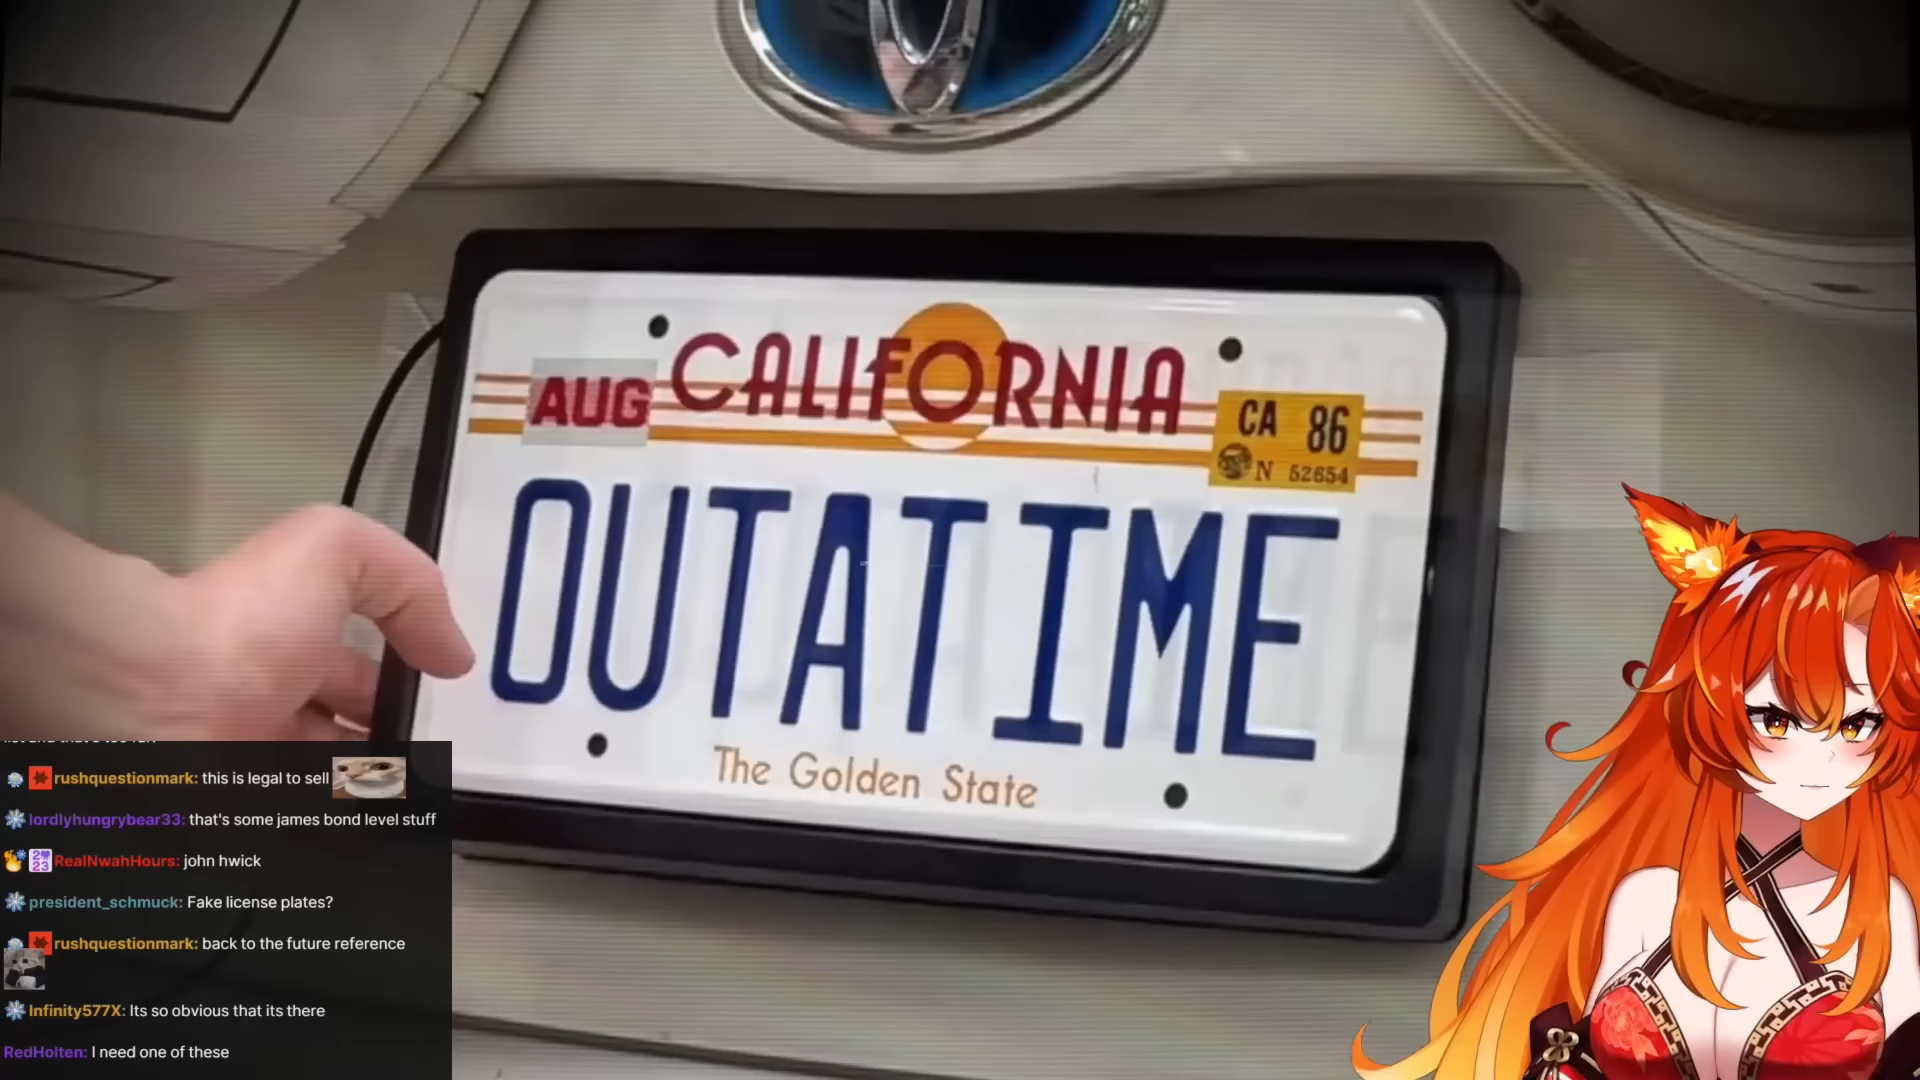 CALIFORNIA
AUG
CA 86
N 52654
OUTATIME
The Golden State
rushquestionmark: this is legal to sell
lordlyhungrybear33: that's some james bond level stuff
2023
RealNwahHours: john hwick
president_schmuck: Fake license plates?
rushquestionmark: back to the future reference
Infinity577X: Its so obvious that its there
RedHolten: I need one of these